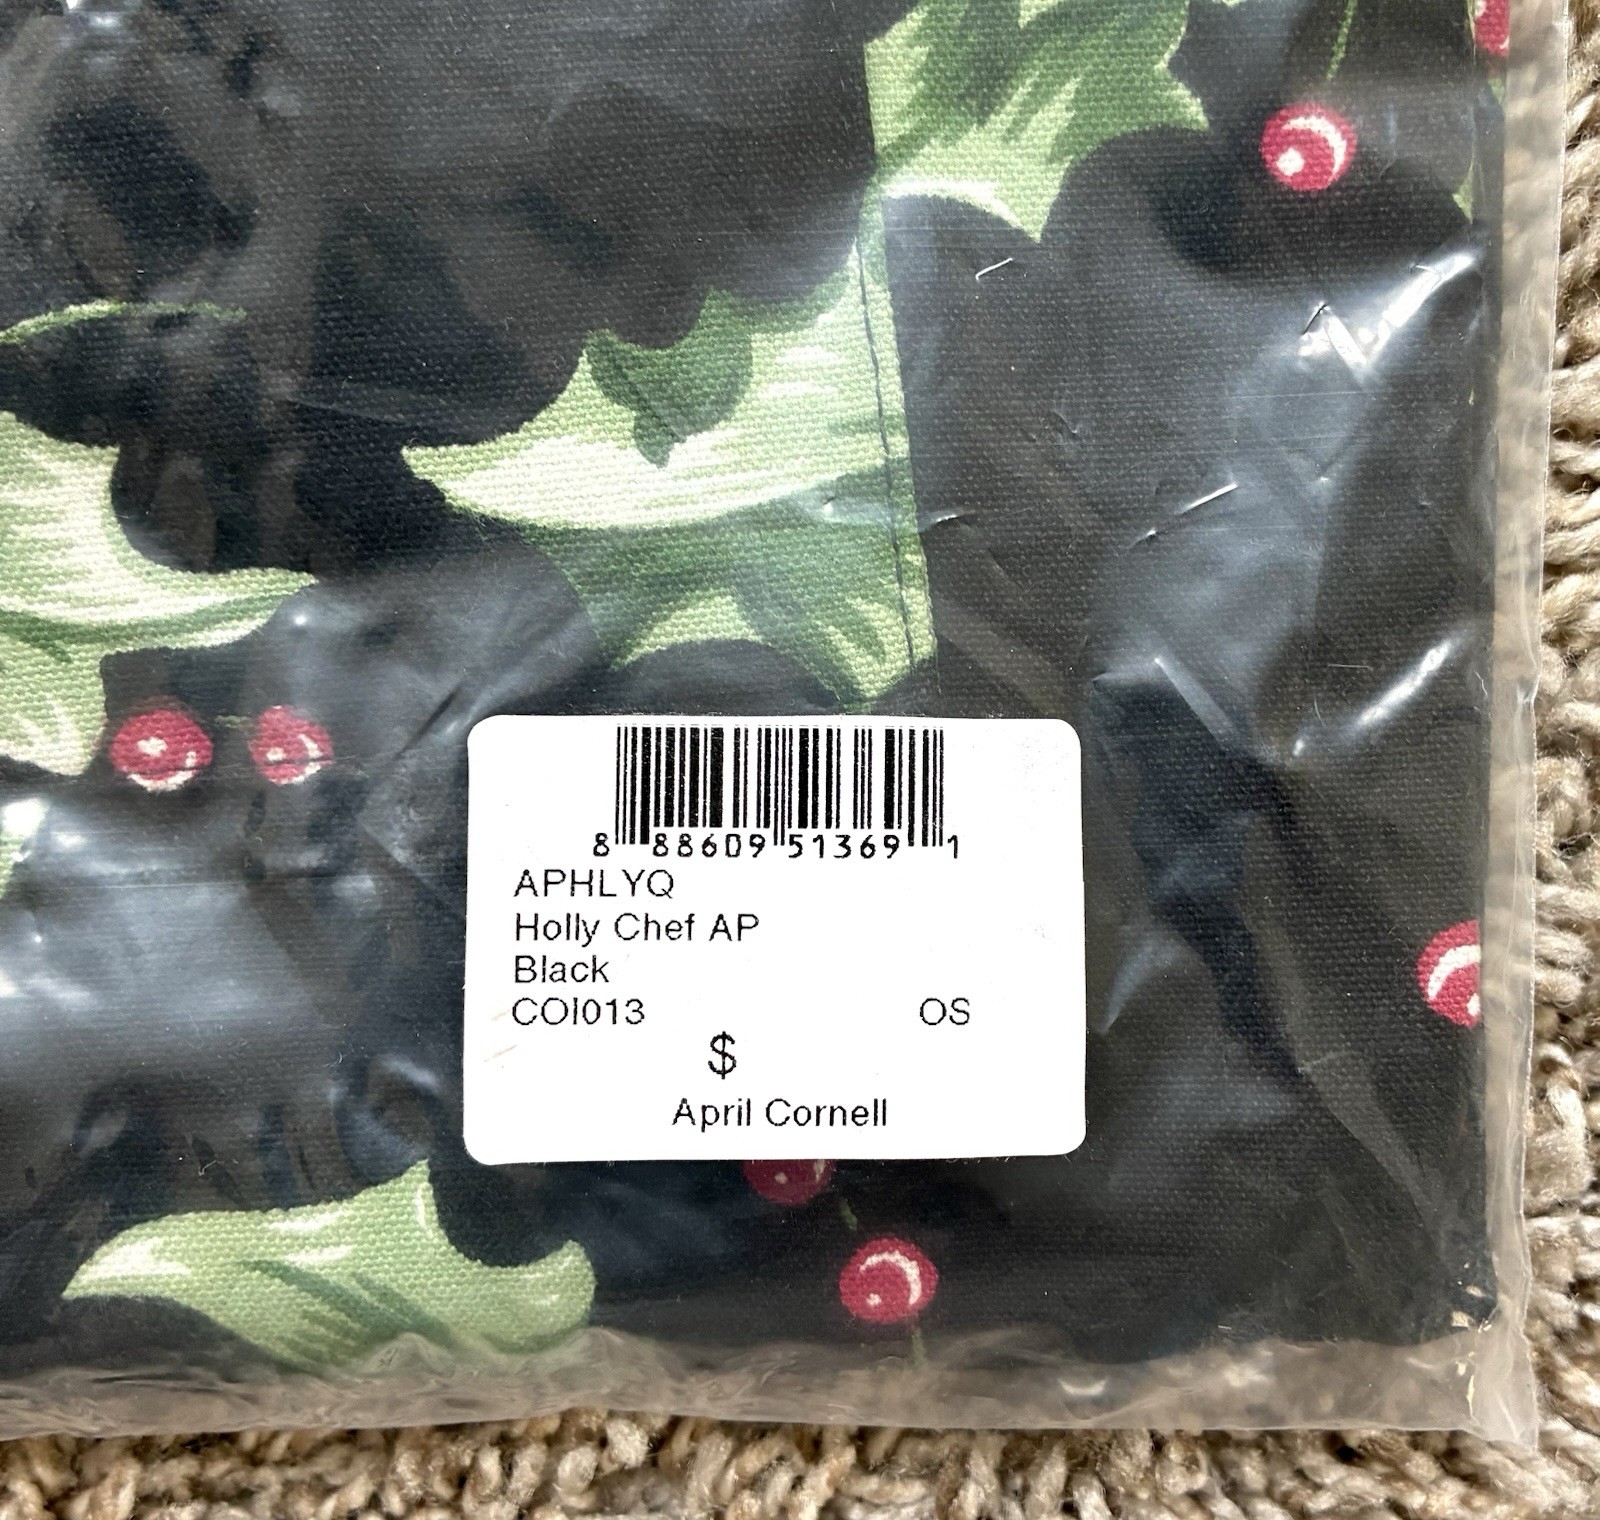 8 88609 51369 1
APHLYQ
Holly Chef AP
Black
COI013 OS
$
April Cornell